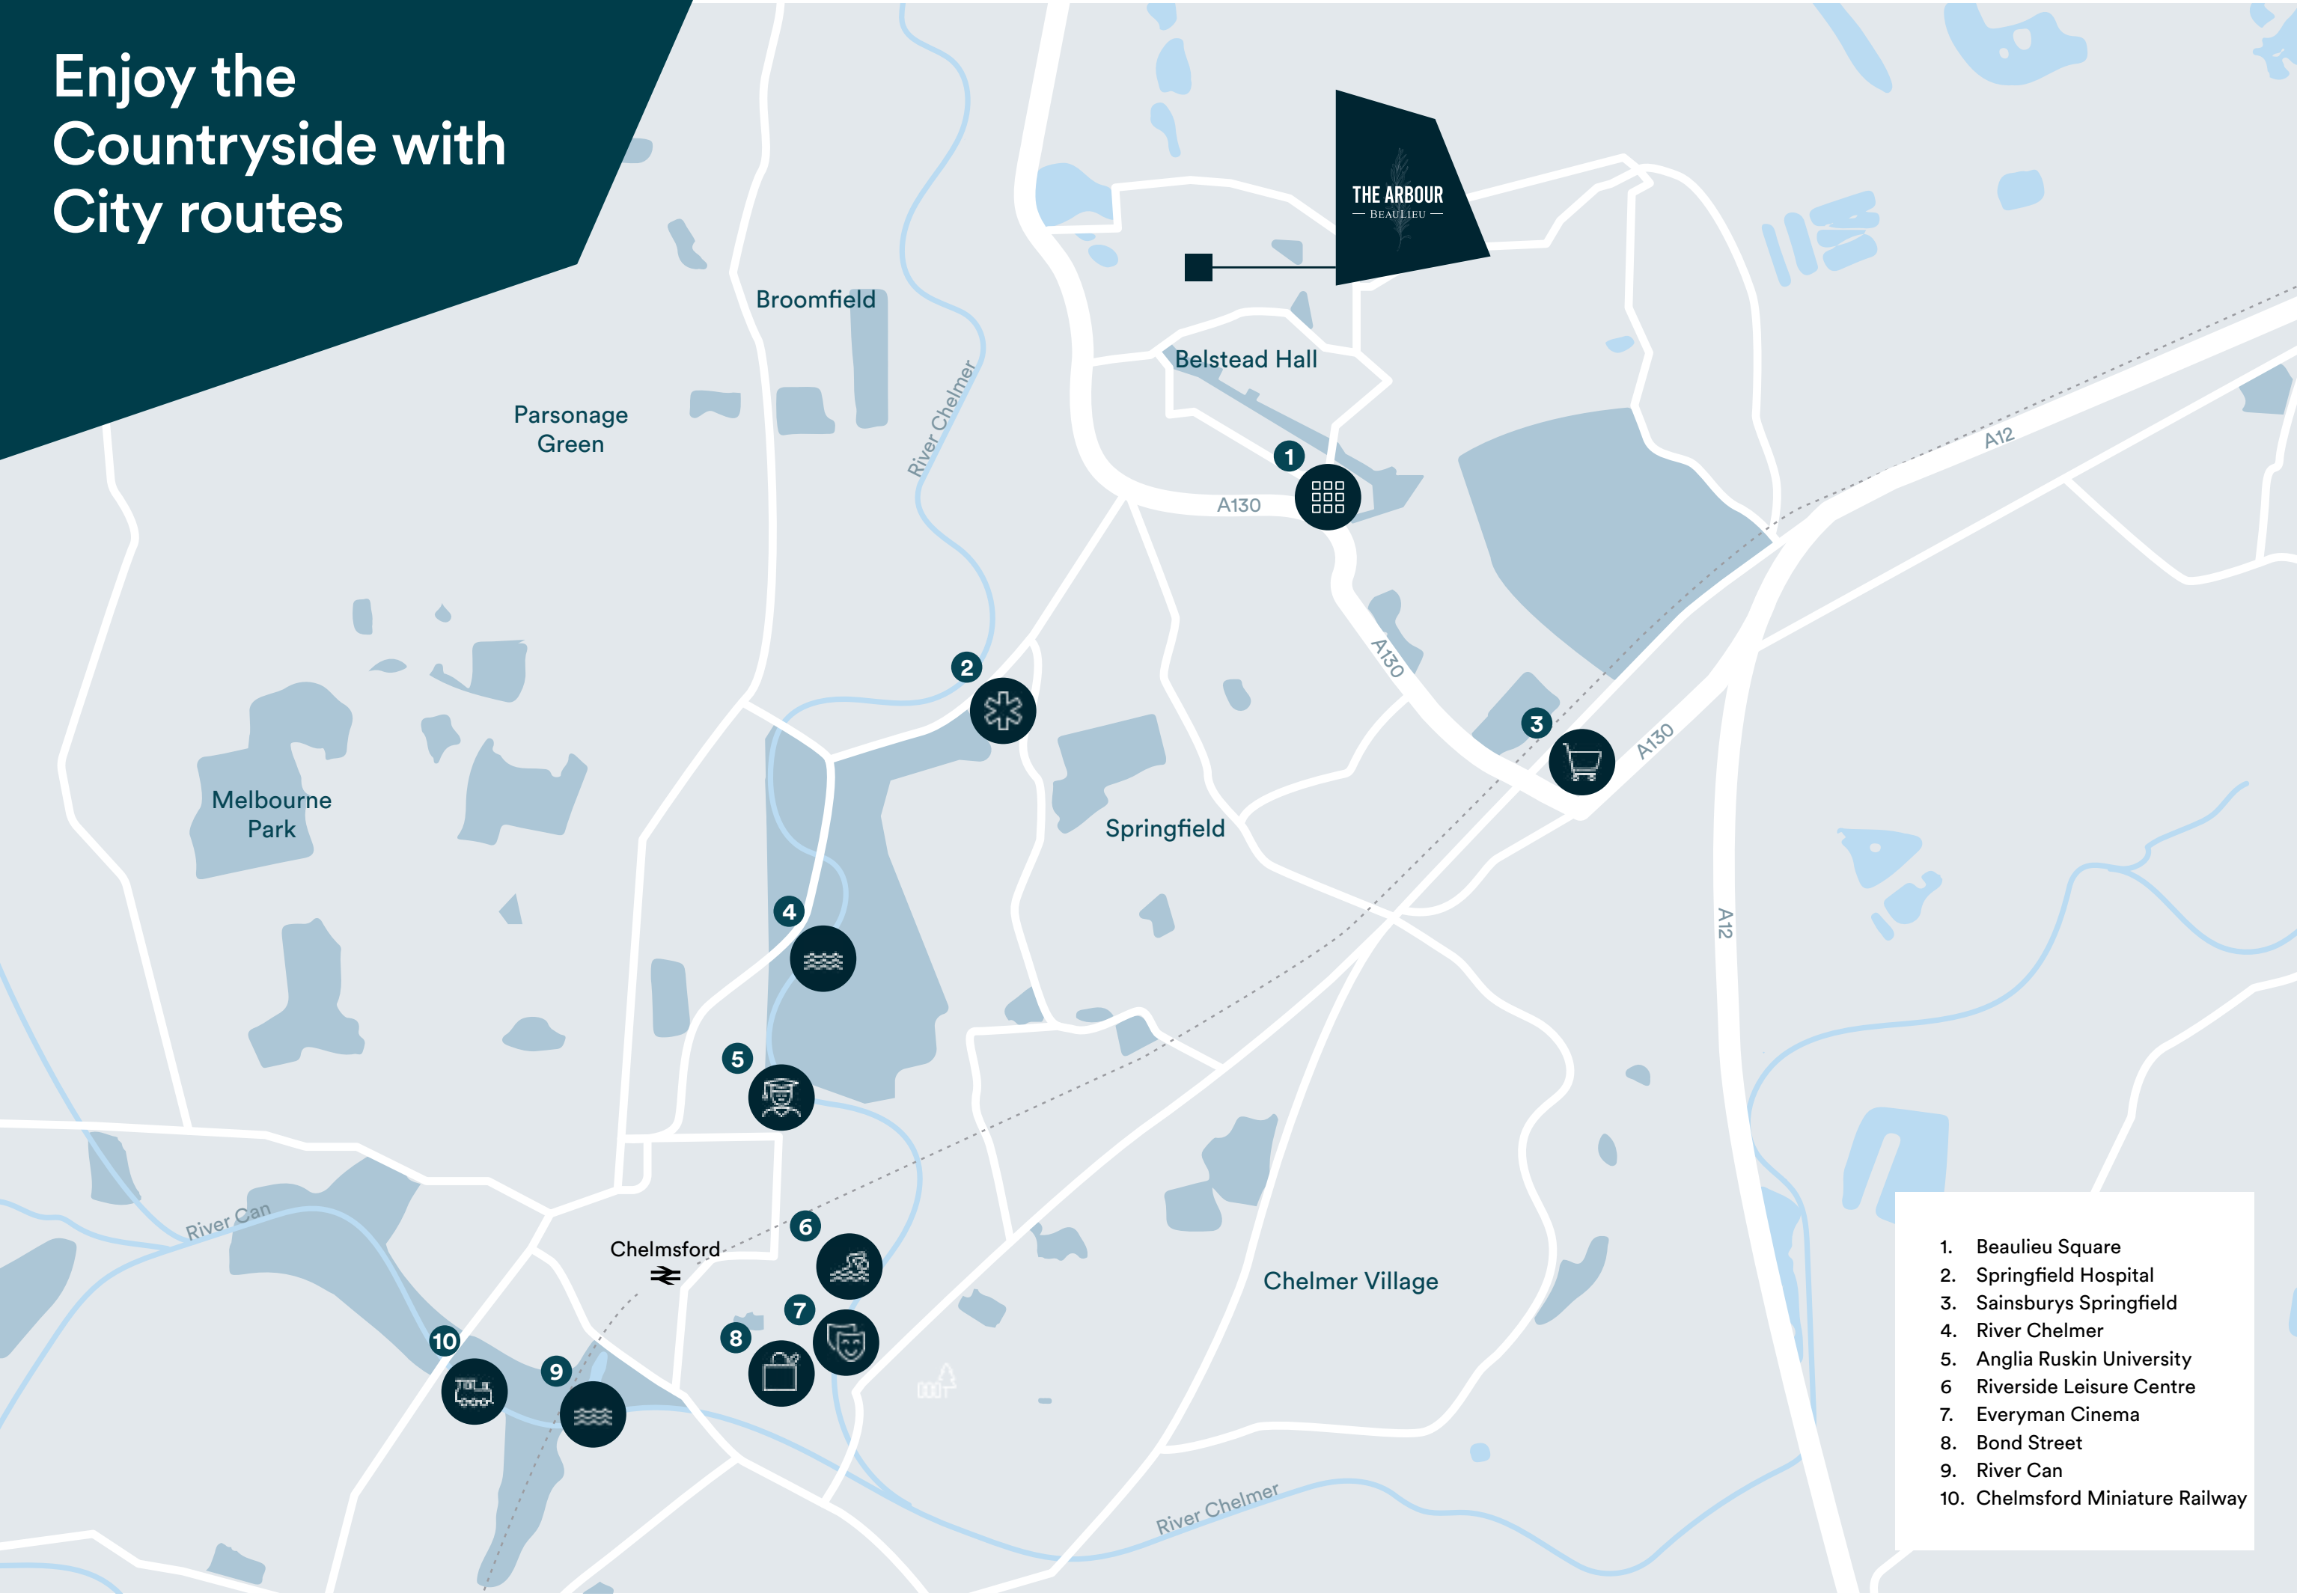 Enjoy the
Countryside with
City routes
THE ARBOUR
BEAULIEU
Broomfield
River Chelmer
Belstead Hall
Parsonage
Green
A12
1
A130
2
A130
3
A130
Melbourne
Park
Springfield
4
A12
5
River Can
6
Chelmsford
Chelmer Village
7
8
10
9
River Chelmer
1. Beaulieu Square
2. Springfield Hospital
3. Sainsburys Springfield
4. River Chelmer
5. Anglia Ruskin University
6 Riverside Leisure Centre
7. Everyman Cinema
8. Bond Street
9. River Can
10. Chelmsford Miniature Railway